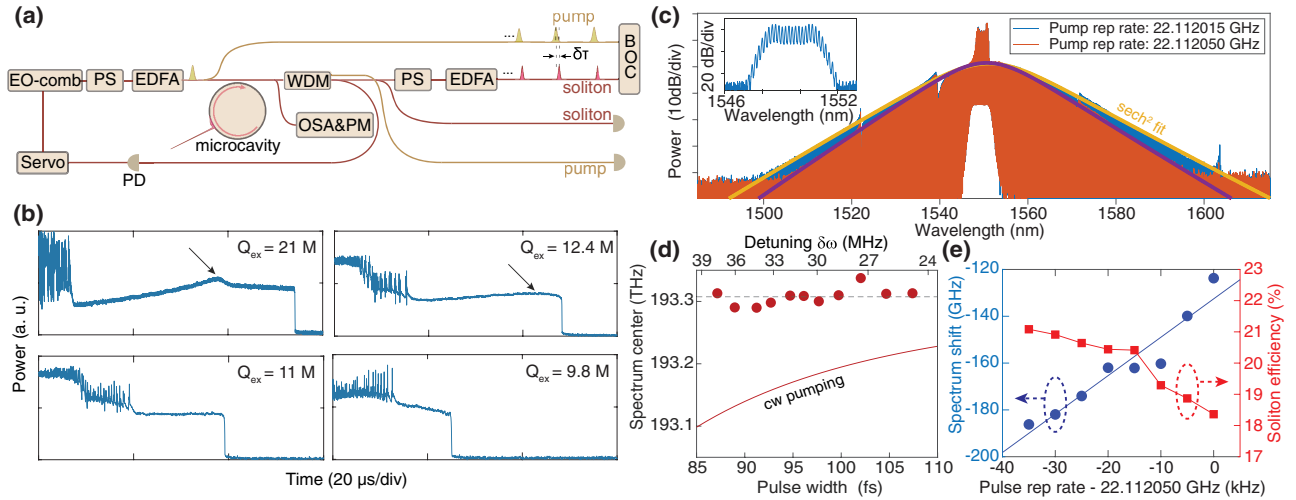 (a)
pump
...
δτ
B
O
C
EO-comb
PS
EDFA
WDM
PS
EDFA
...
soliton
soliton
OSA&PM
microcavity
Servo
PD
pump
(b)
Q_ex = 21 M
Q_ex = 12.4 M
Q_ex = 11 M
Q_ex = 9.8 M
Power (a. u.)
Time (20 µs/div)
(c)
Pump rep rate: 22.112015 GHz
Pump rep rate: 22.112050 GHz
20 dB/div
1546 1552
Wavelength (nm)
sech² fit
Power (10dB/div)
1500 1520 1540 1560 1580 1600
Wavelength (nm)
(d)
Detuning δω (MHz)
39 36 33 30 27 24
193.3
193.2
193.1
Spectrum center (THz)
cw pumping
85 90 95 100 105 110
Pulse width (fs)
(e)
-120
-140
-160
-180
-200
Spectrum shift (GHz)
23
22
21
20
19
18
17
Soliton efficiency (%)
-40 -30 -20 -10 0
Pulse rep rate - 22.112050 GHz (kHz)